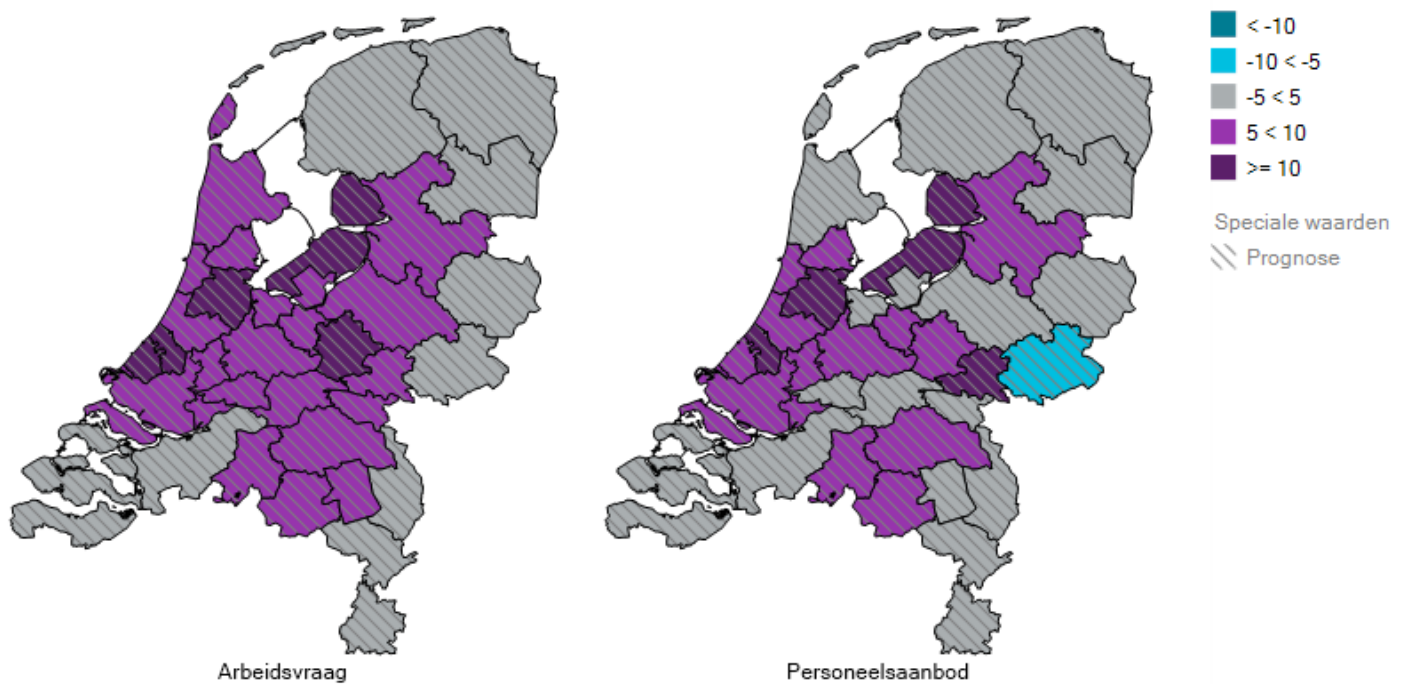 < -10
-10 < -5
-5 < 5
5 < 10
>= 10
Speciale waarden
Prognose
Arbeidsvraag
Personeelsaanbod